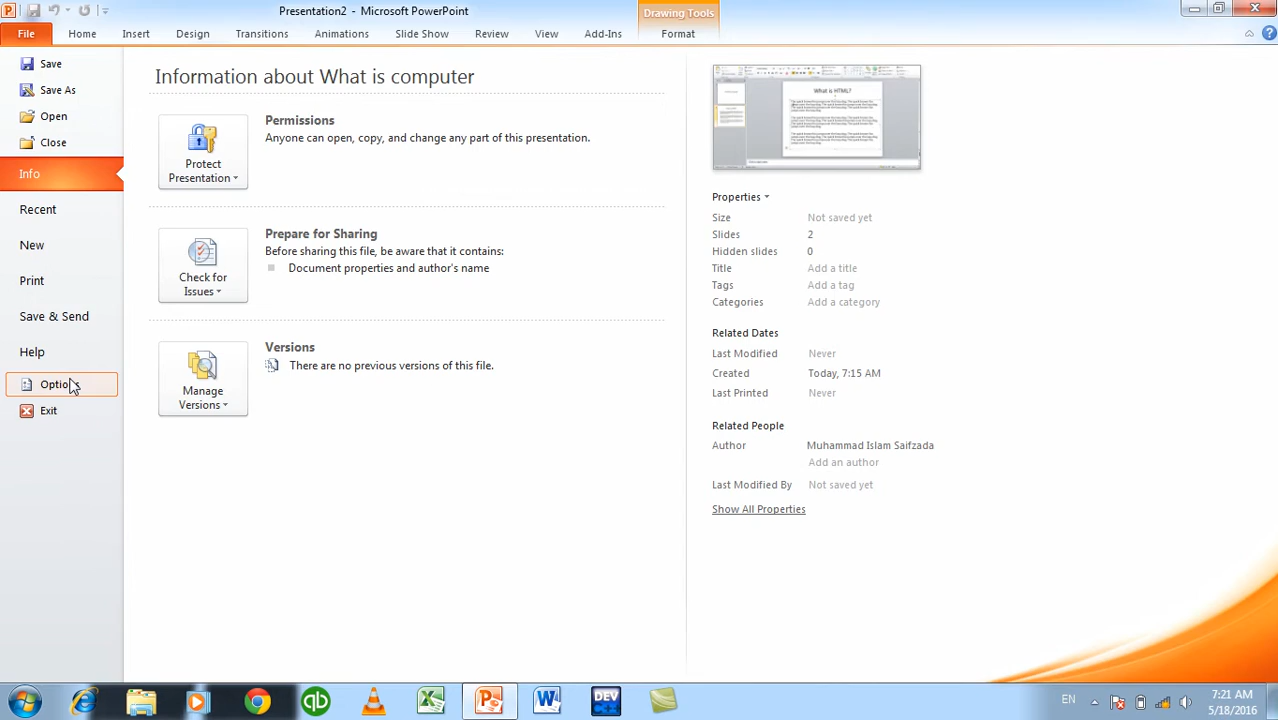 Presentation2 - Microsoft PowerPoint
Drawing Tools
File Home Insert Design Transitions Animations Slide Show Review View Add-Ins Format
Save
Save As
Open
Close
Info
Recent
New
Print
Save & Send
Help
Options
Exit
Information about What is computer
Protect
Presentation
Permissions
Anyone can open, copy, and change any part of this presentation.
Check for
Issues
Prepare for Sharing
Before sharing this file, be aware that it contains:
Document properties and author's name
Manage
Versions
Versions
There are no previous versions of this file.
What is HTML?
Properties
Size Not saved yet
Slides 2
Hidden slides 0
Title Add a title
Tags Add a tag
Categories Add a category
Related Dates
Last Modified Never
Created Today, 7:15 AM
Last Printed Never
Related People
Author Muhammad Islam Saifzada
Add an author
Last Modified By Not saved yet
Show All Properties
DEV
EN
7:21 AM
5/18/2016